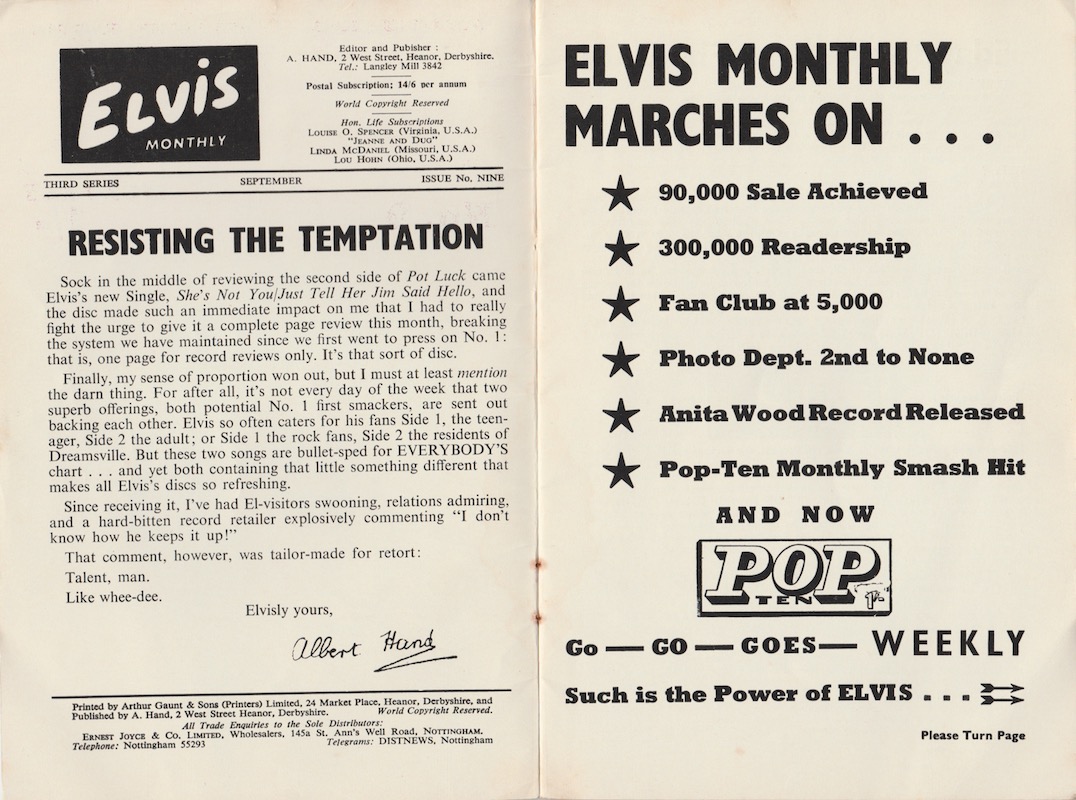 ELVIS
MONTHLY
Editor and Pubisher :
A. HAND, 2 West Street, Heanor, Derbyshire.
Tel.: Langley Mill 3842
Postal Subscription; 14/6 per annum
World Copyright Reserved
Hon. Life Subscriptions
LOUISE O. SPENCER (Virginia, U.S.A.)
"JEANNE AND DUG"
LINDA MCDANIEL (Missouri, U.S.A.)
LOU HOHN (Ohio, U.S.A.)
THIRD SERIES SEPTEMBER ISSUE No. NINE
RESISTING THE TEMPTATION
Sock in the middle of reviewing the second side of Pot Luck came
Elvis's new Single, She's Not You/Just Tell Her Jim Said Hello, and
the disc made such an immediate impact on me that I had to really
fight the urge to give it a complete page review this month, breaking
the system we have maintained since we first went to press on No. 1:
that is, one page for record reviews only. It's that sort of disc.
Finally, my sense of proportion won out, but I must at least mention
the darn thing. For after all, it's not every day of the week that two
superb offerings, both potential No. 1 first smackers, are sent out
backing each other. Elvis so often caters for his fans Side 1, the teen-
ager, Side 2 the adult; or Side 1 the rock fans, Side 2 the residents of
Dreamsville. But these two songs are bullet-sped for EVERYBODY'S
chart . . . and yet both containing that little something different that
makes all Elvis's discs so refreshing.
Since receiving it, I've had El-visitors swooning, relations admiring,
and a hard-bitten record retailer explosively commenting "I don't
know how he keeps it up!"
That comment, however, was tailor-made for retort:
Talent, man.
Like whee-dee.
Elvisly yours,
Albert Hand
Printed by Arthur Gaunt & Sons (Printers) Limited, 24 Market Place, Heanor, Derbyshire, and
Published by A. Hand, 2 West Street Heanor, Derbyshire. World Copyright Reserved.
All Trade Enquiries to the Sole Distributors:
ERNEST JOYCE & CO. LIMITED, Wholesalers, 145a St. Ann's Well Road, NOTTINGHAM.
Telephone: Nottingham 55293 Telegrams: DISTNEWS, Nottingham
ELVIS MONTHLY
MARCHES ON . . .
★ 90,000 Sale Achieved
★ 300,000 Readership
★ Fan Club at 5,000
★ Photo Dept. 2nd to None
★ Anita Wood Record Released
★ Pop-Ten Monthly Smash Hit
AND NOW
POP
TEN 1/-
Go — GO — GOES — WEEKLY
Such is the Power of ELVIS . . .
Please Turn Page